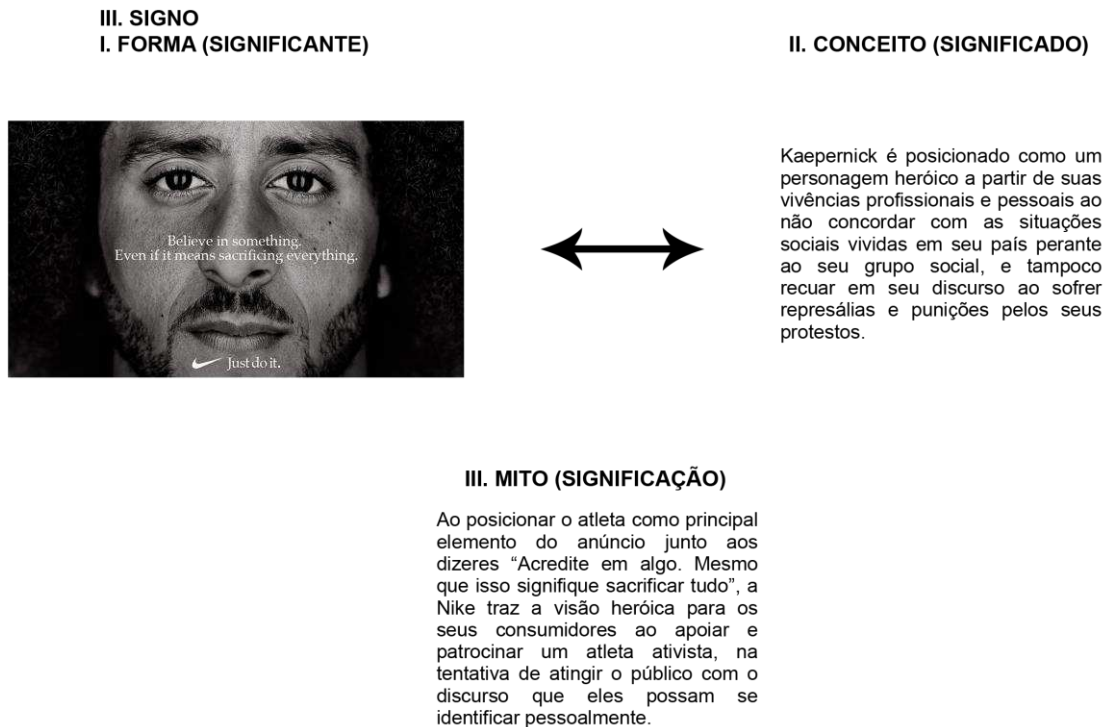 III. SIGNO
I. FORMA (SIGNIFICANTE)
II. CONCEITO (SIGNIFICADO)
Believe in something.
Even if it means sacrificing everything.
Just do it.
Kaepernick é posicionado como um
personagem heróico a partir de suas
vivências profissionais e pessoais ao
não concordar com as situações
sociais vividas em seu país perante
ao seu grupo social, e tampoco
recuar em seu discurso ao sofrer
represálias e punições pelos seus
protestos.
III. MITO (SIGNIFICAÇÃO)
Ao posicionar o atleta como principal
elemento do anúncio junto aos
dizeres “Acredite em algo. Mesmo
que isso signifique sacrificar tudo”, a
Nike traz a visão heróica para os
seus consumidores ao apoiar e
patrocinar um atleta ativista, na
tentativa de atingir o público com o
discurso que eles possam se
identificar pessoalmente.